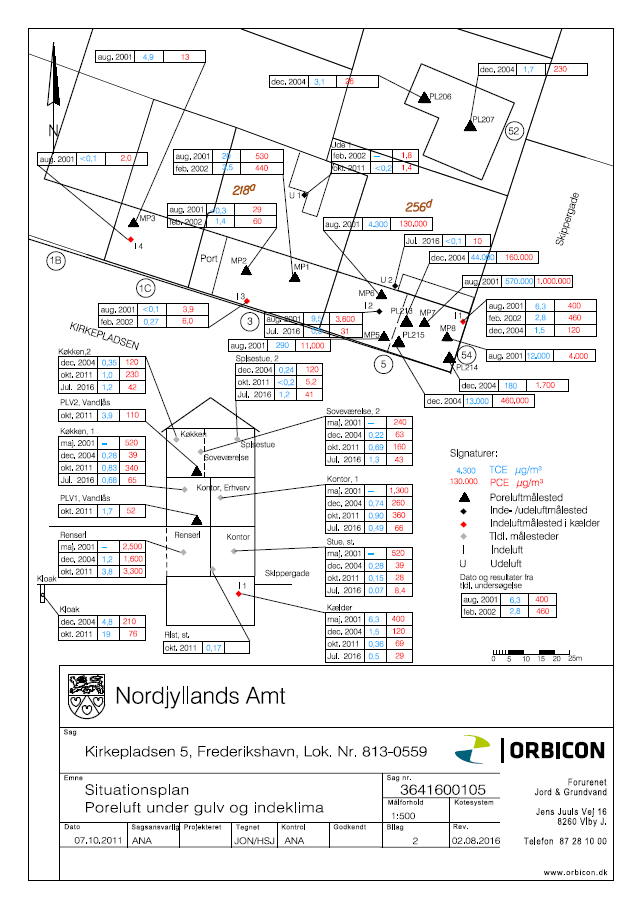 aug. 2001 4,9 13
dec. 2004 3,1 26
dec. 2004 1,7 230
PL206
PL207
52
N
aug. 2001 <0,1 2,0
aug. 2001 530
feb. 2002 3,5 440
Ude 1
feb. 2002 – 1,8
okt. 2011 <0,2 1,4
218a
U 1
256d
aug. 2001 <0,3 29
feb. 2002 1,4 60
aug. 2001 4.300 130.000
Skippergade
MP3
I 4
Jul. 2016 <0,1 10
dec. 2004 44.000 160.000
1B
Port
MP2
MP1
U 2
aug. 2001 570.000 1.000.000
1C
MP6
I 2
I 3
aug. 2001 <0,1 3,9
feb. 2002 0,27 6,0
3
aug. 2001 9,5 3.600
Jul. 2016 31
PL213
MP7
I 1
aug. 2001 6,3 400
feb. 2002 2,8 460
dec. 2004 1,5 120
MP5
PL215
MP8
KIRKEPLADSEN
aug. 2001 290 11,000
5
54
PL214
aug. 2001 12.000 4,000
dec. 2004 180 1.700
dec. 2004 13.000 460.000
Køkken,2
dec. 2004 0,35 120
okt. 2011 1,0 230
Jul. 2016 1,2 42
Spisestue, 2
dec. 2004 0,24 120
okt. 2011 <0,2 5,2
Jul. 2016 1,2 41
PLV2, Vandlås
okt. 2011 3,9 110
Køkken, 1
maj. 2001 – 520
dec. 2004 0,28 39
okt. 2011 0,83 340
Jul. 2016 0,68 65
PLV1, Vandlås
okt. 2011 1,7 52
Renseri
maj. 2001 – 2,500
dec. 2004 1,2 1,600
okt. 2011 3,8 3,300
Kloak
Kloak
dec. 2004 4,8 210
okt. 2011 19 76
Køkken
Spisestue
Soveværelse
Kontor, Erhverv
Renseri
Kontor
Skippergade
I 1
Rist, st.
okt. 2011 0,17
Soveværelse, 2
maj. 2001 – 240
dec. 2004 0,22 63
okt. 2011 0,69 160
Jul. 2016 1,3 43
Kontor, 1
maj. 2001 – 1,300
dec. 2004 0,74 260
okt. 2011 0,90 360
Jul. 2016 0,49 66
Stue, st.
maj. 2001 – 620
dec. 2004 0,28 39
okt. 2011 0,15 28
Jul. 2016 0,07 8,4
Kælder
maj. 2001 6,3 400
dec. 2004 1,5 120
okt. 2011 0,36 69
Jul. 2016 0,5 29
Signaturer:
4,300 TCE µg/m³
130.000 PCE µg/m³
Poreluftmålested
Inde-/udeluftmålested
Indeluftmålested i kælder
Tidl. målesteder
I Indeluft
U Udeluft
Dato og resultater fra
tidl. undersøgelse
aug. 2001 6,3 400
feb. 2002 2,8 460
0 5 10 15 20 25m
Nordjyllands Amt
Sag
Kirkepladsen 5, Frederikshavn, Lok. Nr. 813-0559
ORBICON
Emne
Situationsplan
Poreluft under gulv og indeklima
Sag nr.
3641600105
Målforhold
1:500
Kotesystem
Forurenet
Jord & Grundvand
Jens Juuls Vej 16
8260 Viby J.
Telefon 87 28 10 00
Dato
07.10.2011
Sagsansvarlig
ANA
Projekteret
Tegnet
JON/HSJ
Kontrol
ANA
Godkendt
Bilag
2
Rev.
02.08.2016
www.orbicon.dk